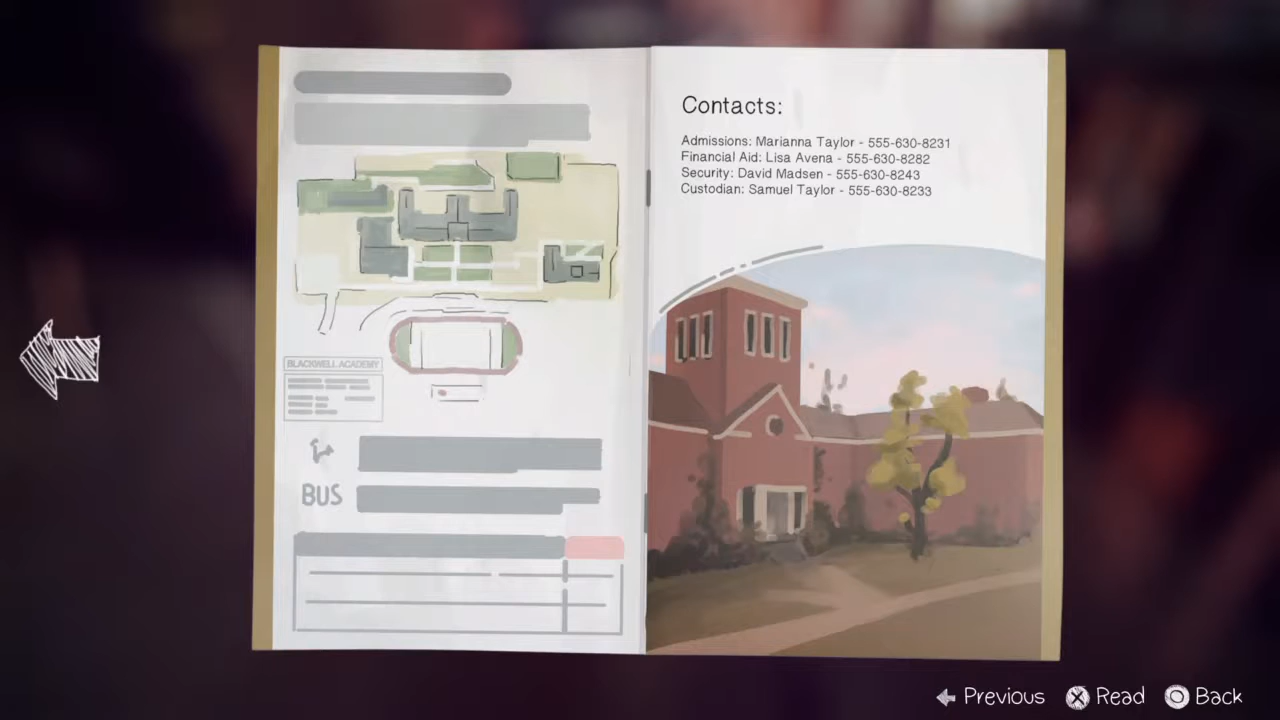 Contacts:
Admissions: Marianna Taylor - 555-630-8231
Financial Aid: Lisa Avena - 555-630-8282
Security: David Madsen - 555-630-8243
Custodian: Samuel Taylor - 555-630-8233
BLACKWELL ACADEMY
BUS
Previous
Read
Back